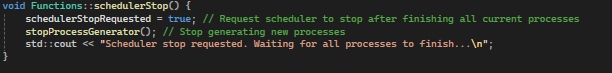 void Functions::schedulerStop() {
    schedulerStopRequested = true; // Request scheduler to stop after finishing all current processes
    stopProcessGenerator(); // Stop generating new processes
    std::cout << "Scheduler stop requested. Waiting for all processes to finish...\n";
}